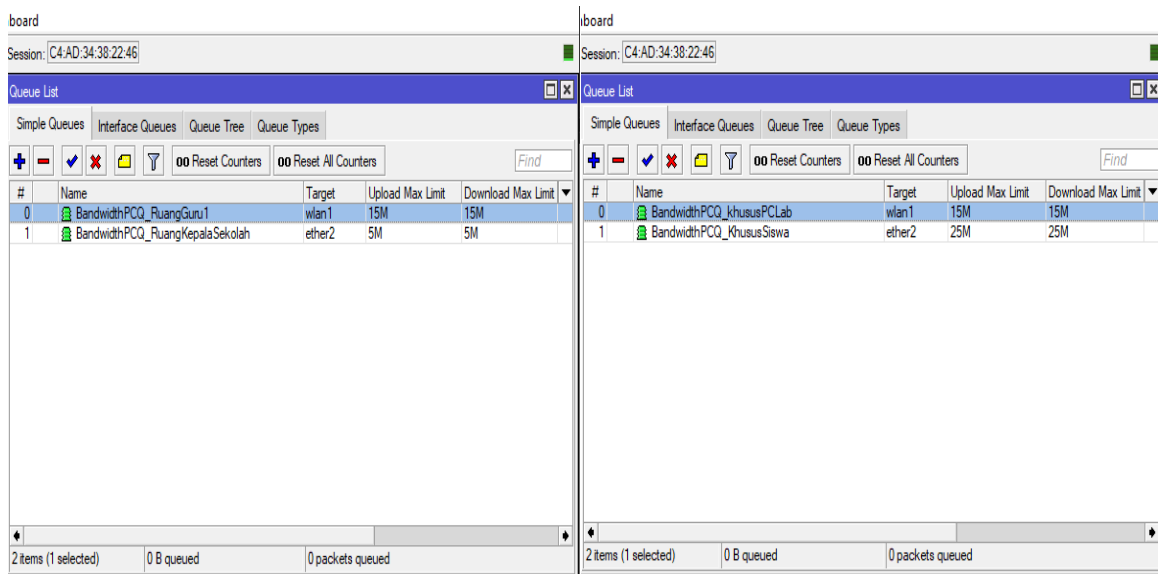 board
Session: C4:AD:34:38:22:46
Queue List
Simple Queues Interface Queues Queue Tree Queue Types
00 Reset Counters 00 Reset All Counters Find
# Name Target Upload Max Limit Download Max Limit
0 BandwidthPCQ_RuangGuru1 wlan1 15M 15M
1 BandwidthPCQ_RuangKepalaSekolah ether2 5M 5M
2 items (1 selected) 0 B queued 0 packets queued
board
Session: C4:AD:34:38:22:46
Queue List
Simple Queues Interface Queues Queue Tree Queue Types
00 Reset Counters 00 Reset All Counters Find
# Name Target Upload Max Limit Download Max Limit
0 BandwidthPCQ_khususPCLab wlan1 15M 15M
1 BandwidthPCQ_KhususSiswa ether2 25M 25M
2 items (1 selected) 0 B queued 0 packets queued